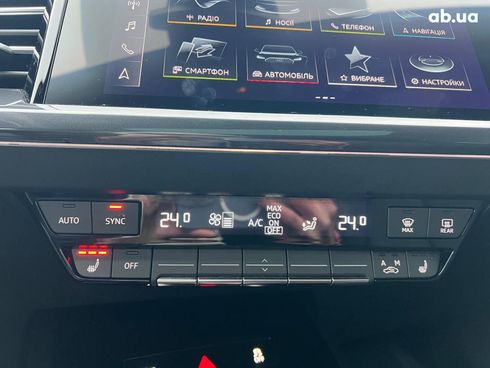 ab.ua
РАДІО
НОСІЇ
ТЕЛЕФОН
НАВІГАЦІЯ
СМАРТФОН
АВТОМОБІЛЬ
ВИБРАНЕ
НАСТРОЙКИ
AUTO
SYNC
24.0
A/C
MAX
ECO
ON
OFF
24.0
MAX
REAR
OFF
A M
OFF